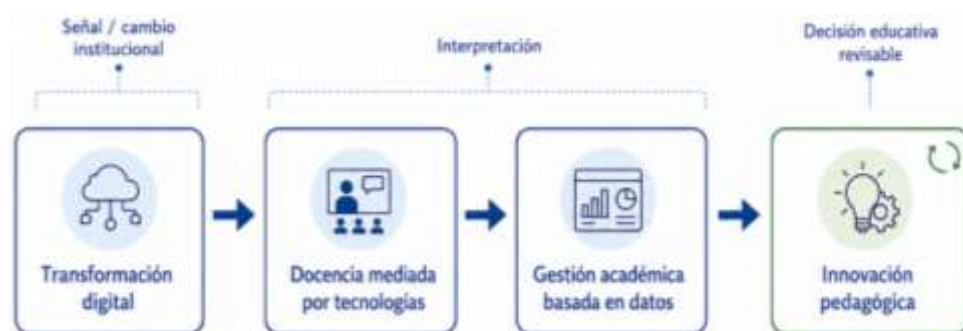 Señal / cambio
institucional
Interpretación
Decisión educativa
revisable
Transformación
digital
Docencia mediada
por tecnologías
Gestión académica
basada en datos
Innovación
pedagógica